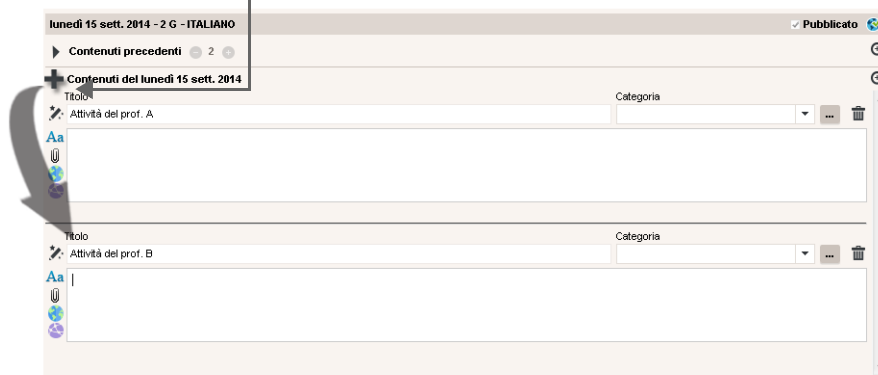 lunedì 15 sett. 2014 - 2 G - ITALIANO Pubblicato
Contenuti precedenti 2
Contenuti del lunedì 15 sett. 2014
Titolo Categoria
Attività del prof. A ...
Aa
Titolo Categoria
Attività del prof. B ...
Aa